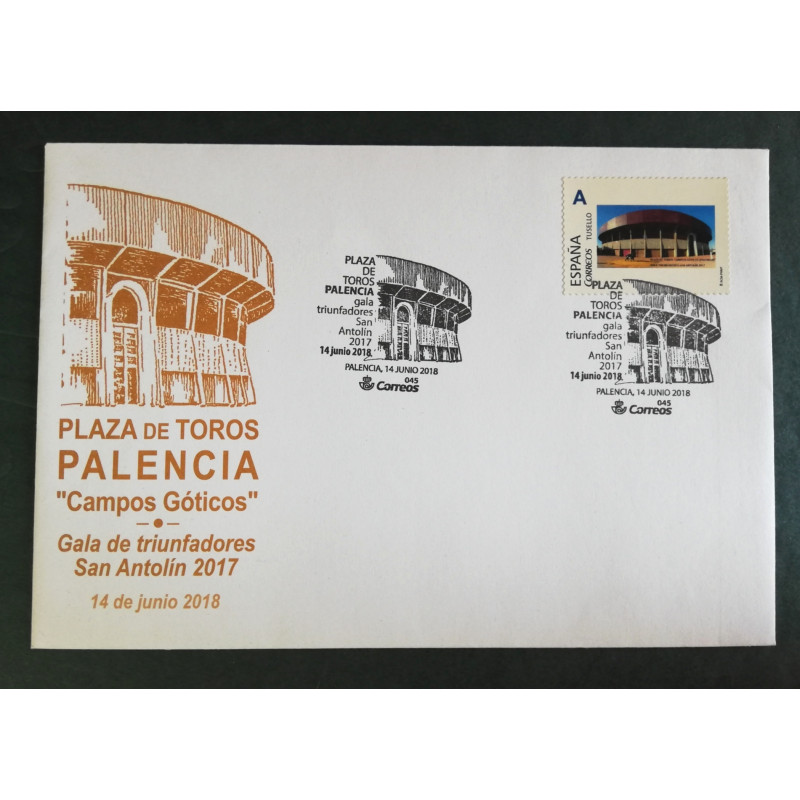 PLAZA DE TOROS
PALENCIA
"Campos Góticos"
Gala de triunfadores
San Antolín 2017
14 de junio 2018
PLAZA
DE
TOROS
PALENCIA
gala
triunfadores
San
Antolín
2017
14 junio 2018
PALENCIA, 14 JUNIO 2018
045
Correos
A
ESPAÑA
CORREOS
TUSELLO
PLAZA
DE
TOROS
PALENCIA
gala
triunfadores
San
Antolín
2017
14 junio 2018
PALENCIA, 14 JUNIO 2018
045
Correos